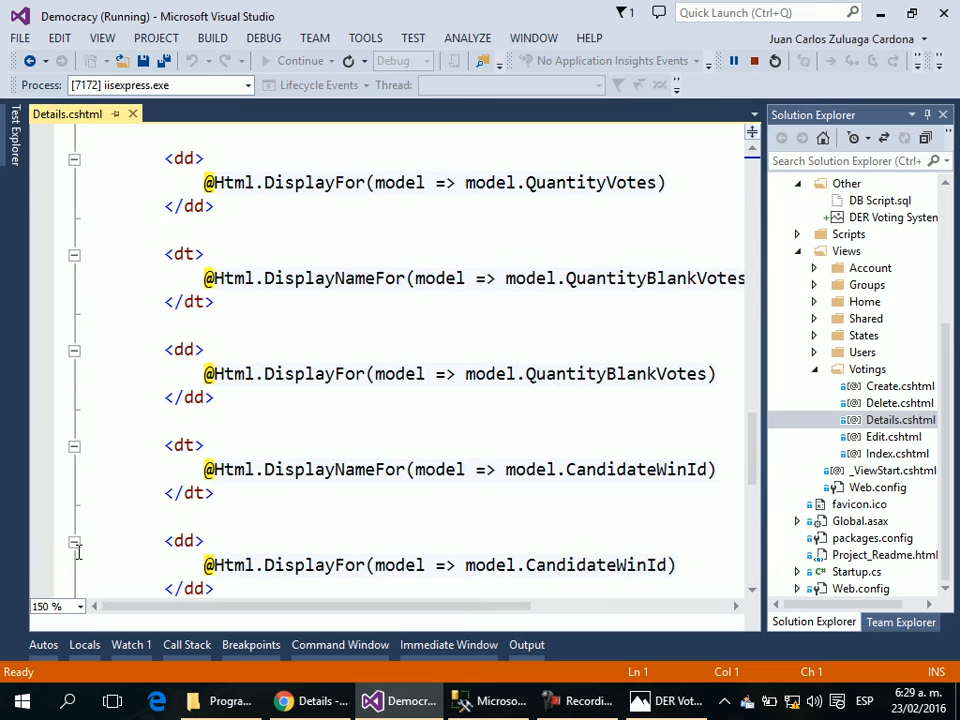 Democracy (Running) - Microsoft Visual Studio
1
Quick Launch (Ctrl+Q)
FILE EDIT VIEW PROJECT BUILD DEBUG TEAM TOOLS TEST ANALYZE WINDOW HELP
Juan Carlos Zuluaga Cardona
Continue
Debug
No Application Insights Events
Process: [7172] iisexpress.exe
Lifecycle Events
Thread:
Test Explorer
Details.cshtml
<dd>
@Html.DisplayFor(model => model.QuantityVotes)
</dd>
<dt>
@Html.DisplayNameFor(model => model.QuantityBlankVotes
</dt>
<dd>
@Html.DisplayFor(model => model.QuantityBlankVotes)
</dd>
<dt>
@Html.DisplayNameFor(model => model.CandidateWinId)
</dt>
<dd>
@Html.DisplayFor(model => model.CandidateWinId)
</dd>
150 %
Solution Explorer
Search Solution Explorer (Ctrl+
Other
DB Script.sql
DER Voting System
Scripts
Views
Account
Groups
Home
Shared
States
Users
Votings
Create.cshtml
Delete.cshtml
Details.cshtml
Edit.cshtml
Index.cshtml
_ViewStart.cshtml
Web.config
favicon.ico
Global.asax
packages.config
Project_Readme.html
Startup.cs
Web.config
Solution Explorer Team Explorer
Autos Locals Watch 1 Call Stack Breakpoints Command Window Immediate Window Output
Ready Ln 1 Col 1 Ch 1 INS
Progra...
Details -...
Democr...
Microso...
Recordi...
DER Vot...
ESP
6:29 a. m.
23/02/2016